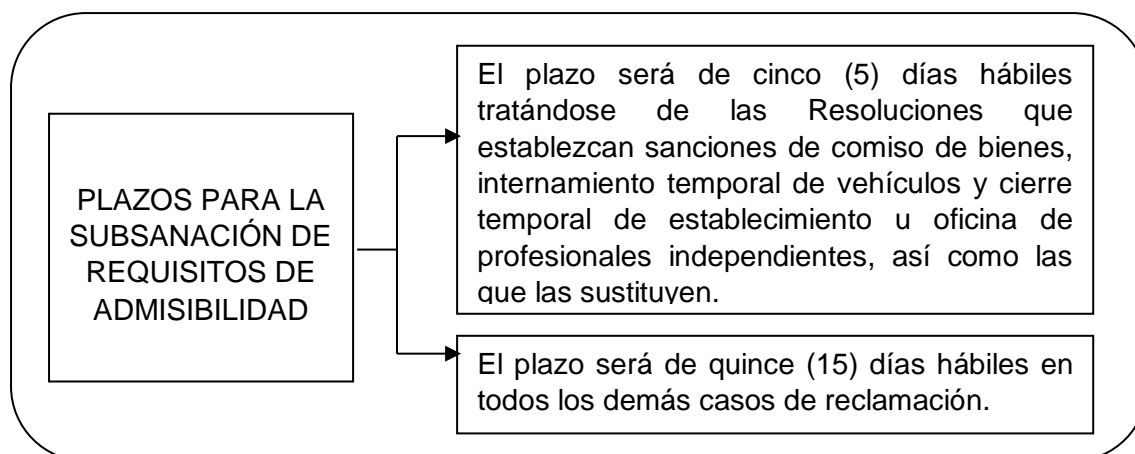 PLAZOS PARA LA
SUBSANACIÓN DE
REQUISITOS DE
ADMISIBILIDAD
El plazo será de cinco (5) días hábiles
tratándose de las Resoluciones que
establezcan sanciones de comiso de bienes,
internamiento temporal de vehículos y cierre
temporal de establecimiento u oficina de
profesionales independientes, así como las
que las sustituyen.
El plazo será de quince (15) días hábiles en
todos los demás casos de reclamación.